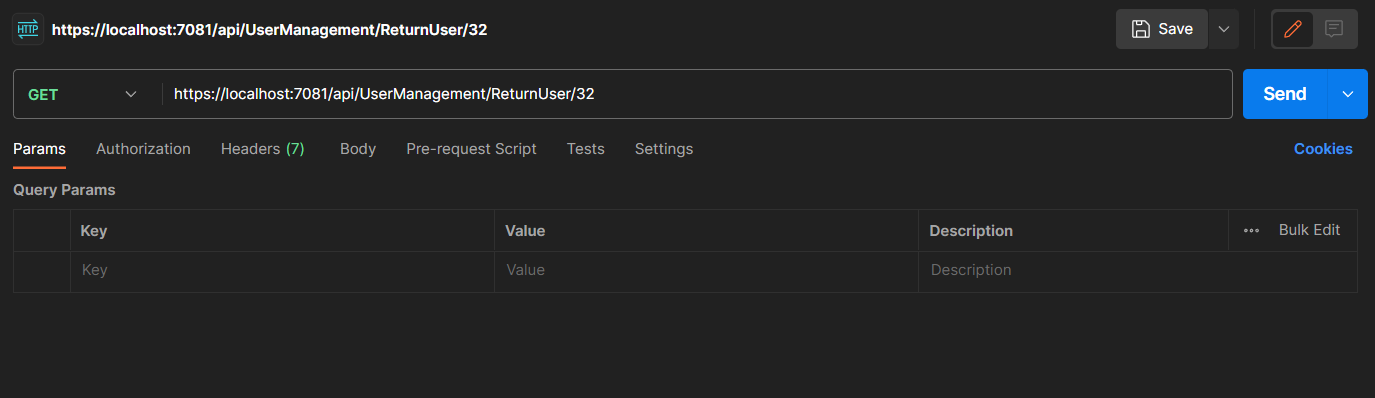 HTTP https://localhost:7081/api/UserManagement/ReturnUser/32 Save
GET https://localhost:7081/api/UserManagement/ReturnUser/32 Send
Params Authorization Headers (7) Body Pre-request Script Tests Settings Cookies
Query Params
Key Value Description Bulk Edit
Key Value Description